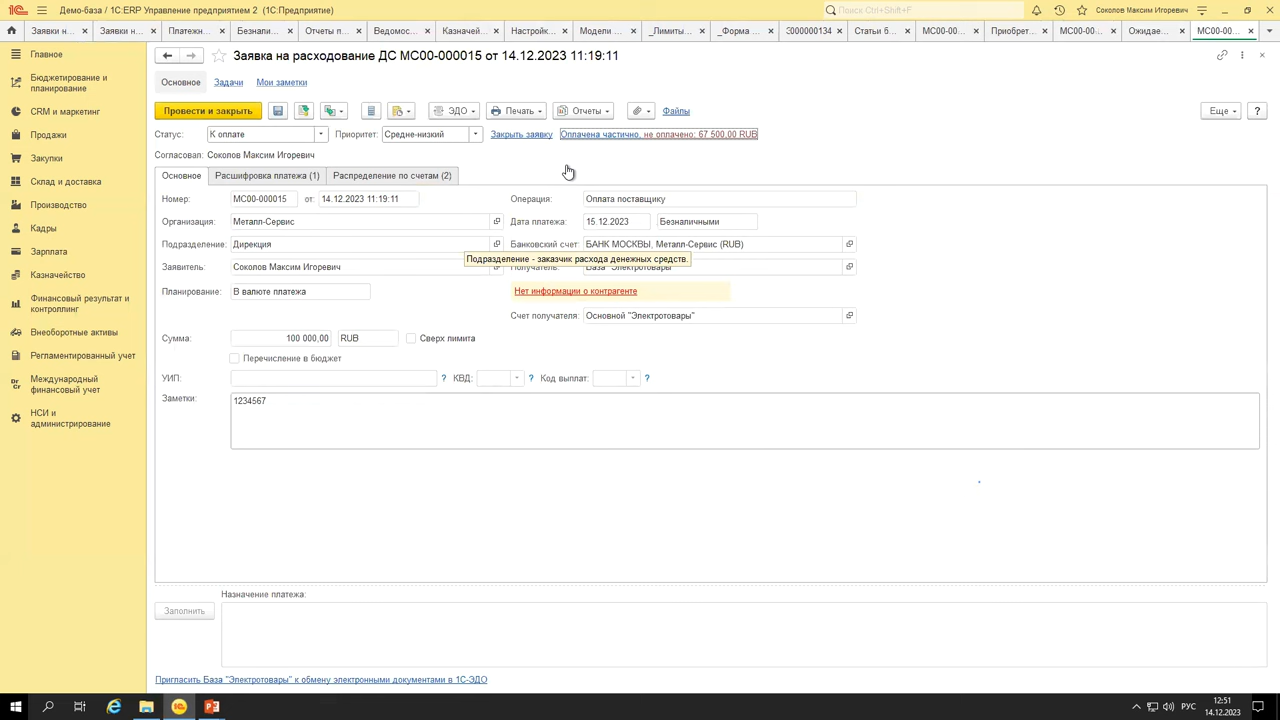 Демо-база / 1С:ERP Управление предприятием 2 (1С:Предприятие)
Поиск Ctrl+Shift+F
Соколов Максим Игоревич
Заявки н...
Заявки н...
Платежн...
Безнали...
Отчеты п...
Ведомос...
Казначей...
Настройк...
Модели ...
_Лимиты...
_Форма ...
:000000134
Статьи б...
МС00-00...
Приобрет...
МС00-00...
Ожидае...
МС00-00...
Главное
Бюджетирование и
планирование
CRM и маркетинг
Продажи
Закупки
Склад и доставка
Производство
Кадры
Зарплата
Казначейство
Финансовый результат и
контроллинг
Внеоборотные активы
Регламентированный учет
Международный
финансовый учет
НСИ и
администрирование
Заявка на расходование ДС МС00-000015 от 14.12.2023 11:19:11
Основное Задачи Мои заметки
Провести и закрыть ЭДО Печать Отчеты Файлы Еще ?
Статус: К оплате Приоритет: Средне-низкий Закрыть заявку Оплачена частично, не оплачено: 67 500,00 RUB
Согласовал: Соколов Максим Игоревич
Основное Расшифровка платежа (1) Распределение по счетам (2)
Номер: МС00-000015 от: 14.12.2023 11:19:11 Операция: Оплата поставщику
Организация: Металл-Сервис Дата платежа: 15.12.2023 Безналичными
Подразделение: Дирекция Банковский счет: БАНК МОСКВЫ, Металл-Сервис (RUB)
Подразделение - заказчик расхода денежных средств.
Заявитель: Соколов Максим Игоревич Получатель: База "Электротовары"
Планирование: В валюте платежа Нет информации о контрагенте
Счет получателя: Основной "Электротовары"
Сумма: 100 000,00 RUB Сверх лимита
Перечисление в бюджет
УИП: ? КВД: ? Код выплат: ?
Заметки: 1234567
Назначение платежа:
Заполнить
Пригласить База "Электротовары" к обмену электронными документами в 1С-ЭДО
РУС
12:51
14.12.2023